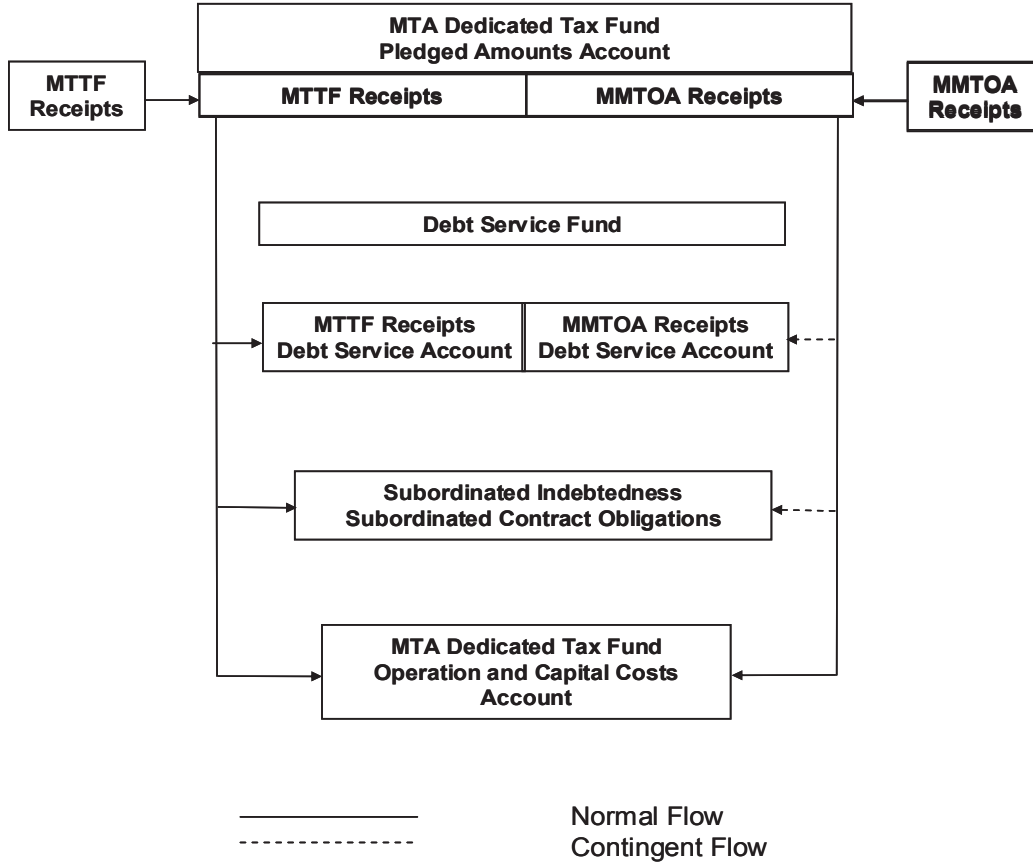 MTA Dedicated Tax Fund
Pledged Amounts Account
MTTF
Receipts
MTTF Receipts
MMTOA Receipts
MMTOA
Receipts
Debt Service Fund
MTTF Receipts
Debt Service Account
MMTOA Receipts
Debt Service Account
Subordinated Indebtedness
Subordinated Contract Obligations
MTA Dedicated Tax Fund
Operation and Capital Costs
Account
Normal Flow
Contingent Flow